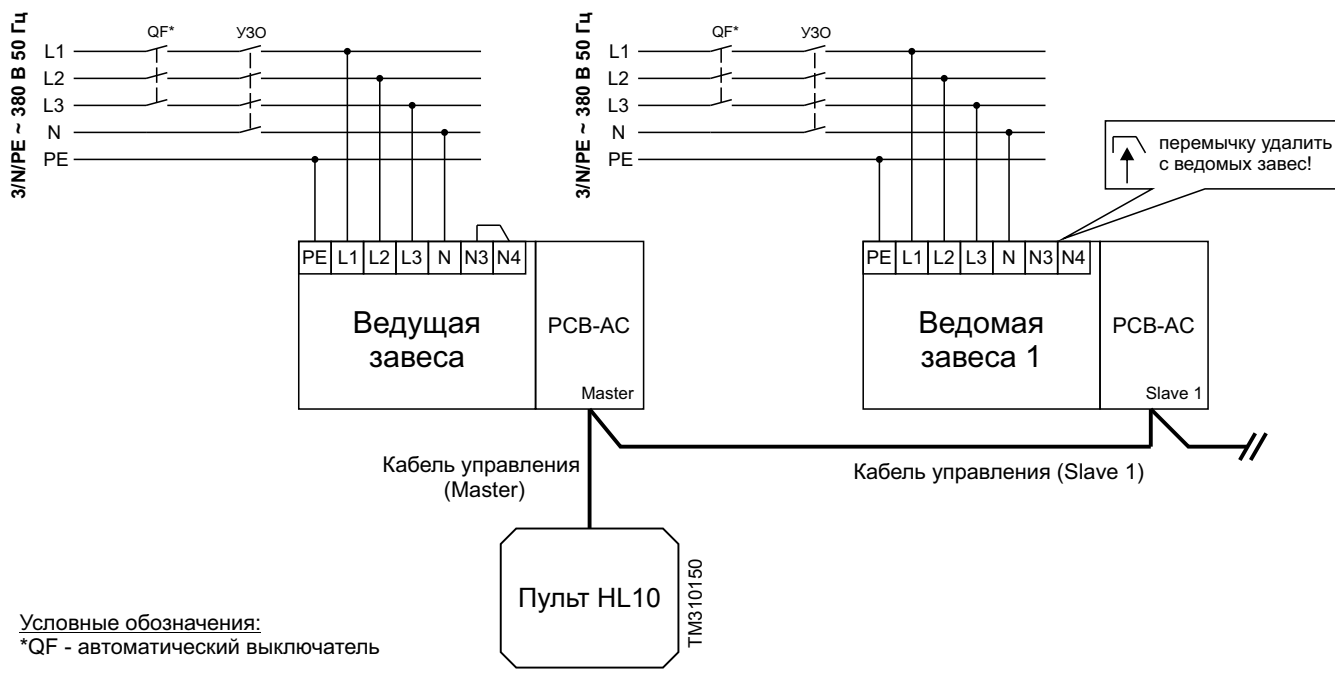 3/N/PE ~ 380 В 50 Гц
QF*
УЗО
L1
L2
L3
N
PE
3/N/PE ~ 380 В 50 Гц
QF*
УЗО
L1
L2
L3
N
PE
перемычку удалить
с ведомых завес!
PE L1 L2 L3 N N3 N4
Ведущая
завеса
PCB-AC
Master
PE L1 L2 L3 N N3 N4
Ведомая
завеса 1
PCB-AC
Slave 1
Кабель управления
(Master)
Кабель управления (Slave 1)
Пульт HL10
TM310150
Условные обозначения:
*QF - автоматический выключатель